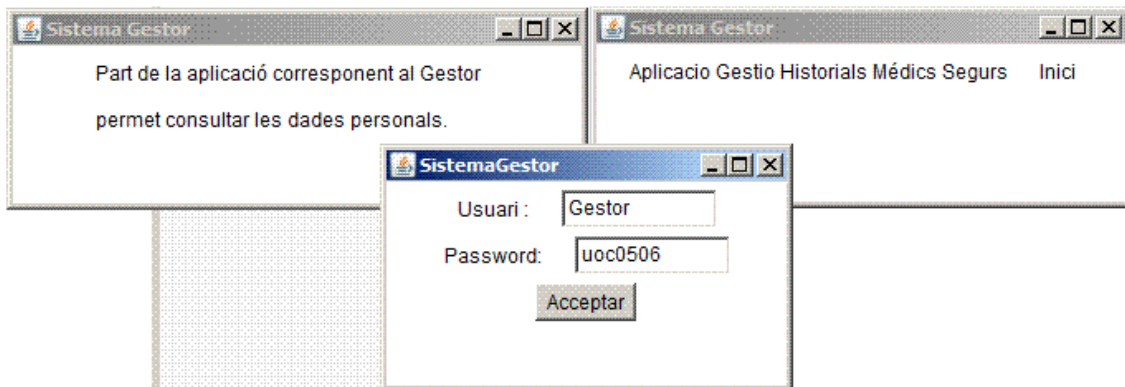 Sistema Gestor
Part de la aplicació corresponent al Gestor
permet consultar les dades personals.
Sistema Gestor
Aplicacio Gestio Historials Médics Segurs Inici
SistemaGestor
Usuari : Gestor
Password: uoc0506
Acceptar